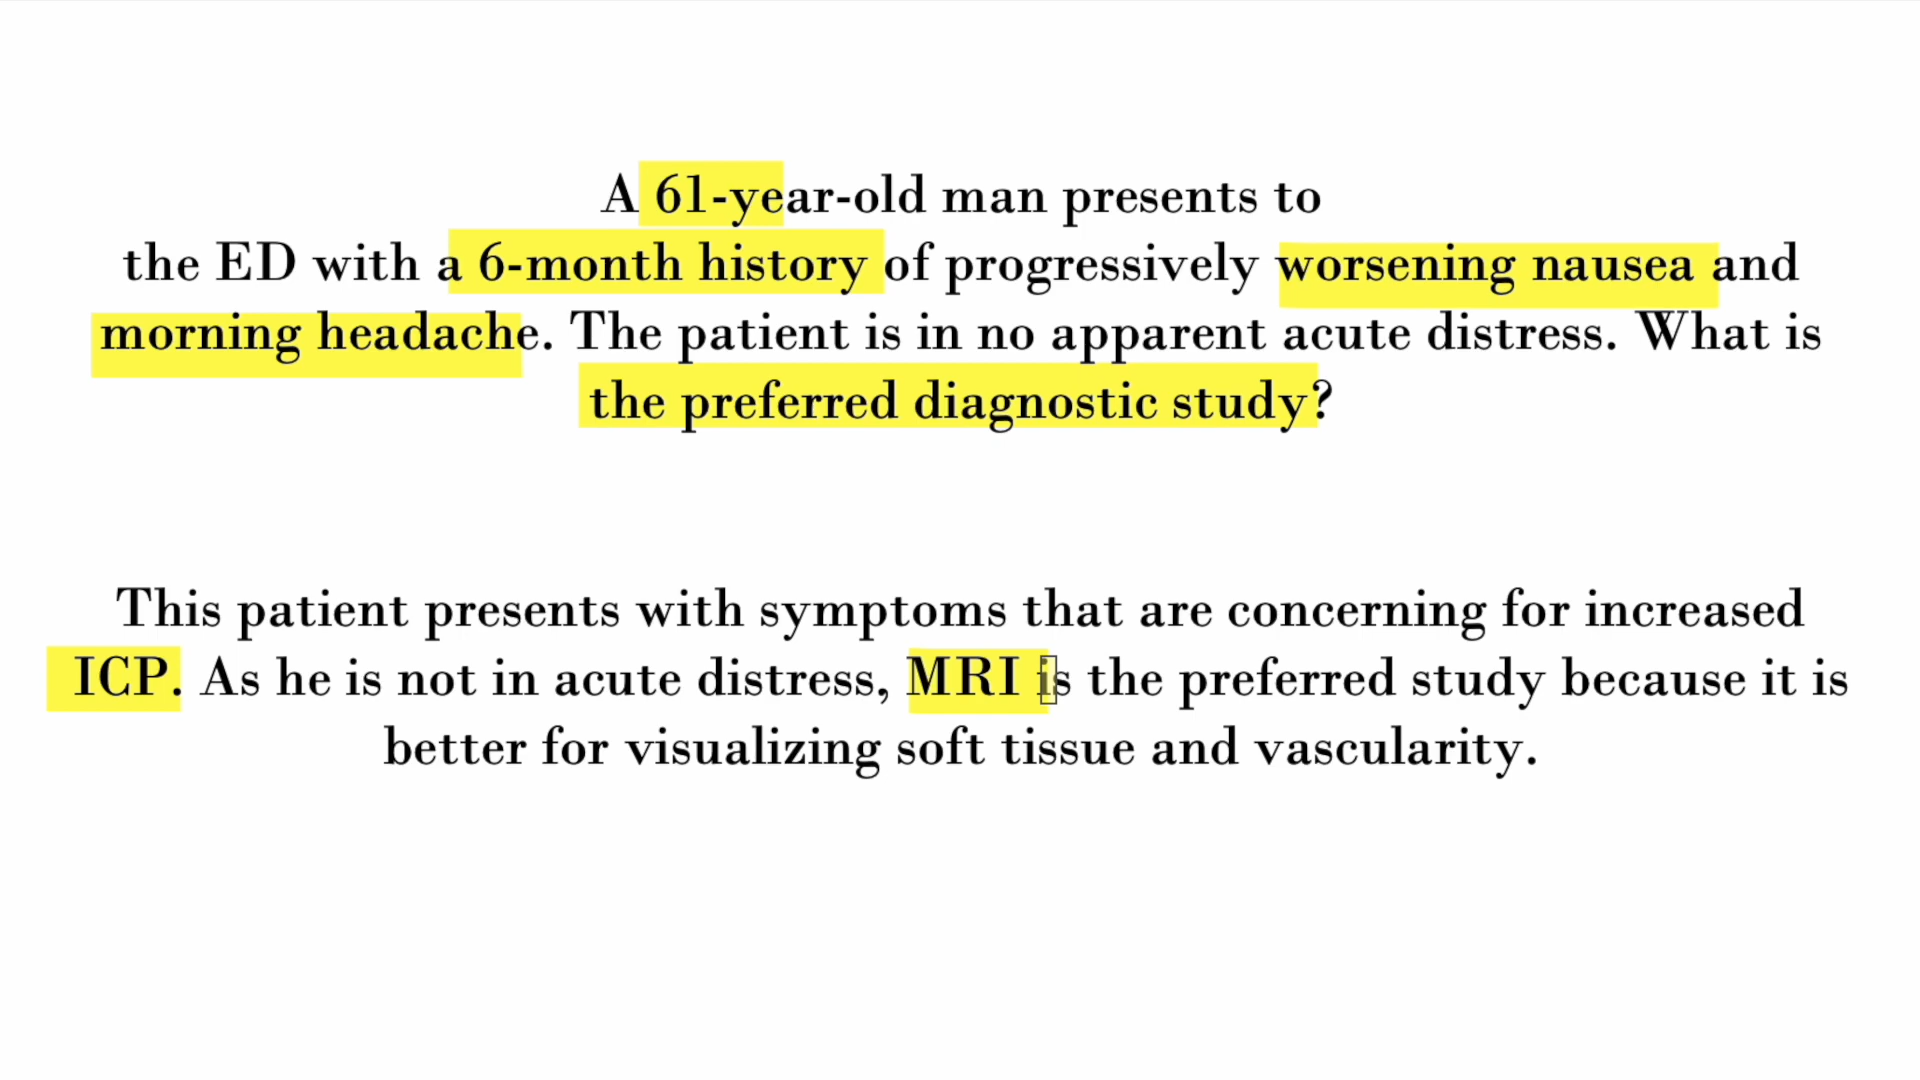 A 61-year-old man presents to
the ED with a 6-month history of progressively worsening nausea and
morning headache. The patient is in no apparent acute distress. What is
the preferred diagnostic study?
This patient presents with symptoms that are concerning for increased
ICP. As he is not in acute distress, MRI is the preferred study because it is
better for visualizing soft tissue and vascularity.